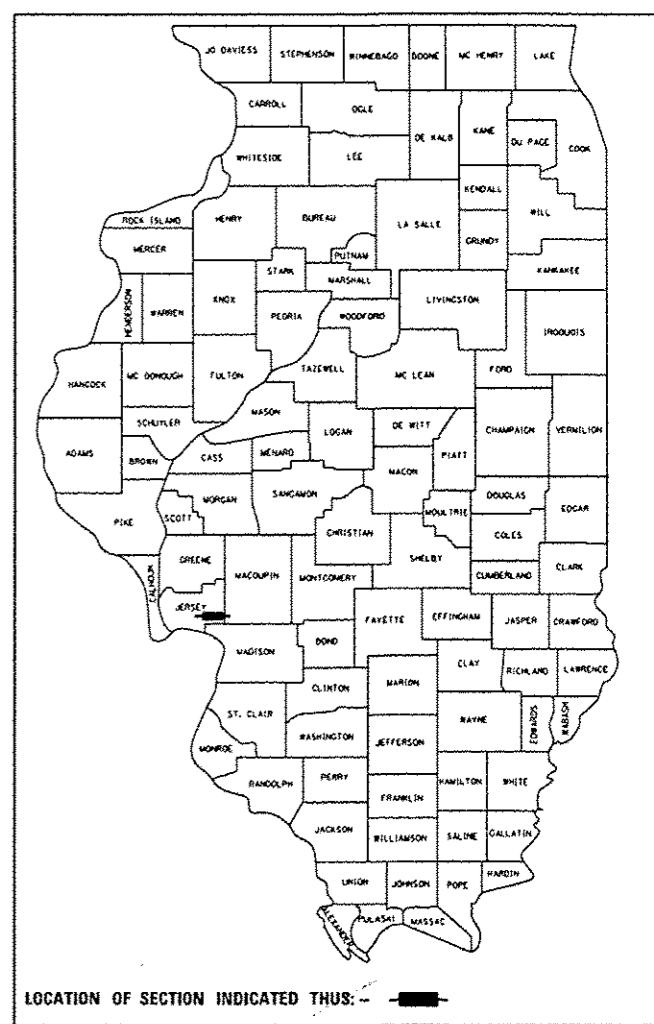 JO DAVIESS STEPHENSON WINNEBAGO BOONE MC HENRY LAKE
CARROLL OGLE
DE KALB KANE DU PAGE COOK
WHITESIDE LEE
KENDALL
ROCK ISLAND HENRY BUREAU LA SALLE WILL
GRUNDY
MERCER PUTNAM
STARK KANKAKEE
MARSHALL
HENDERSON WARREN KNOX PEORIA WOODFORD LIVINGSTON
IROQUOIS
HANCOCK MC DONOUGH FULTON TAZEWELL MC LEAN FORD
MASON
SCHUYLER LOGAN DE WITT CHAMPAIGN VERMILION
ADAMS BROWN CASS MENARD PIATT
MACON
MORGAN SANGAMON DOUGLAS
PIKE SCOTT CHRISTIAN MOULTRIE EDGAR
COLES
GREENE SHELBY
CALHOUN MACOUPIN MONTGOMERY CUMBERLAND CLARK
JERSEY FAYETTE EFFINGHAM JASPER CRAWFORD
MADISON BOND
CLAY RICHLAND LAWRENCE
CLINTON MARION
ST. CLAIR WAYNE EDWARDS WABASH
MONROE WASHINGTON JEFFERSON
RANDOLPH PERRY HAMILTON WHITE
FRANKLIN
JACKSON WILLIAMSON SALINE GALLATIN
UNION JOHNSON POPE HARDIN
ALEXANDER PULASKI MASSAC
LOCATION OF SECTION INDICATED THUS: -